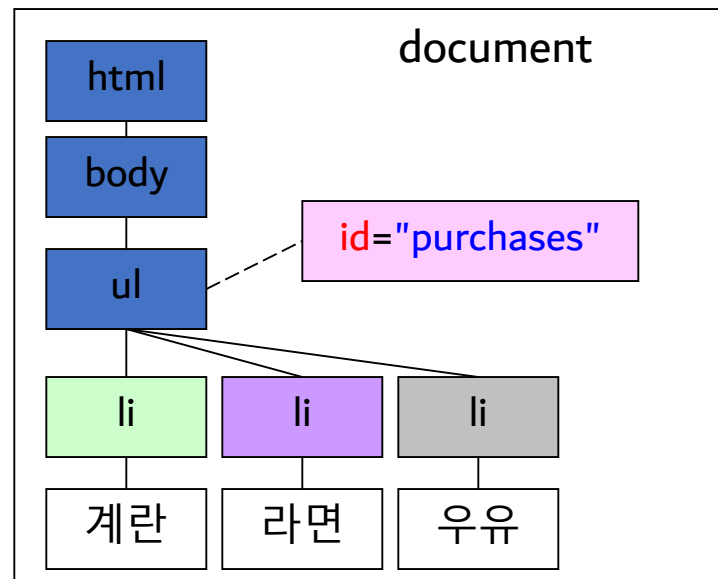 document
html
body
id="purchases"
ul
li
li
li
계란
라면
우유